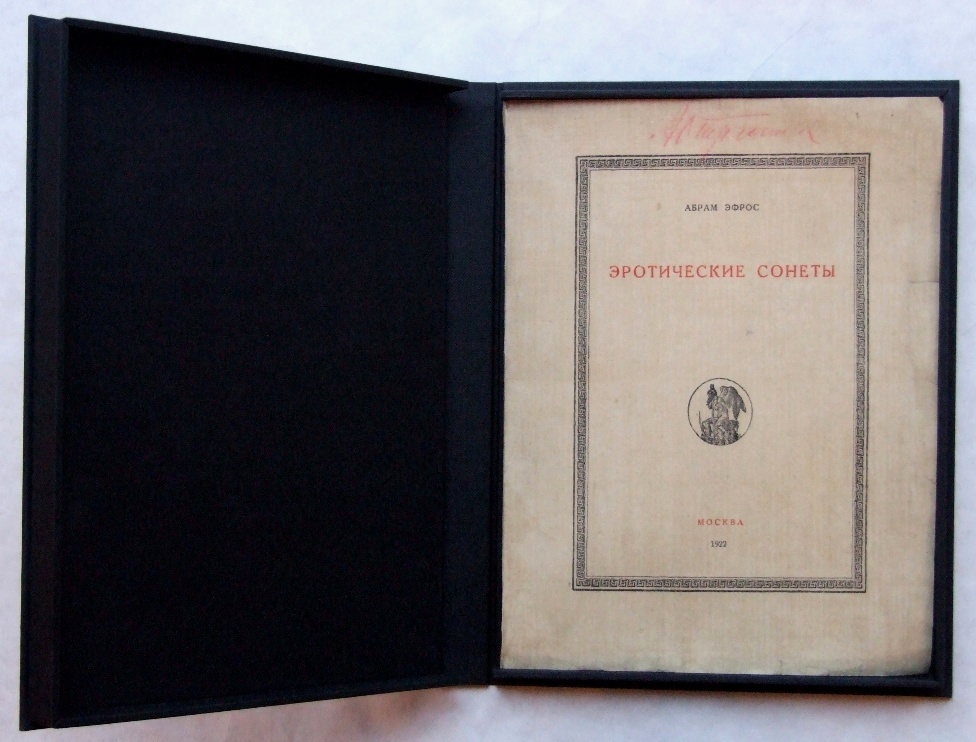 АБРАМ ЭФРОС
ЭРОТИЧЕСКИЕ СОНЕТЫ
МОСКВА
1922